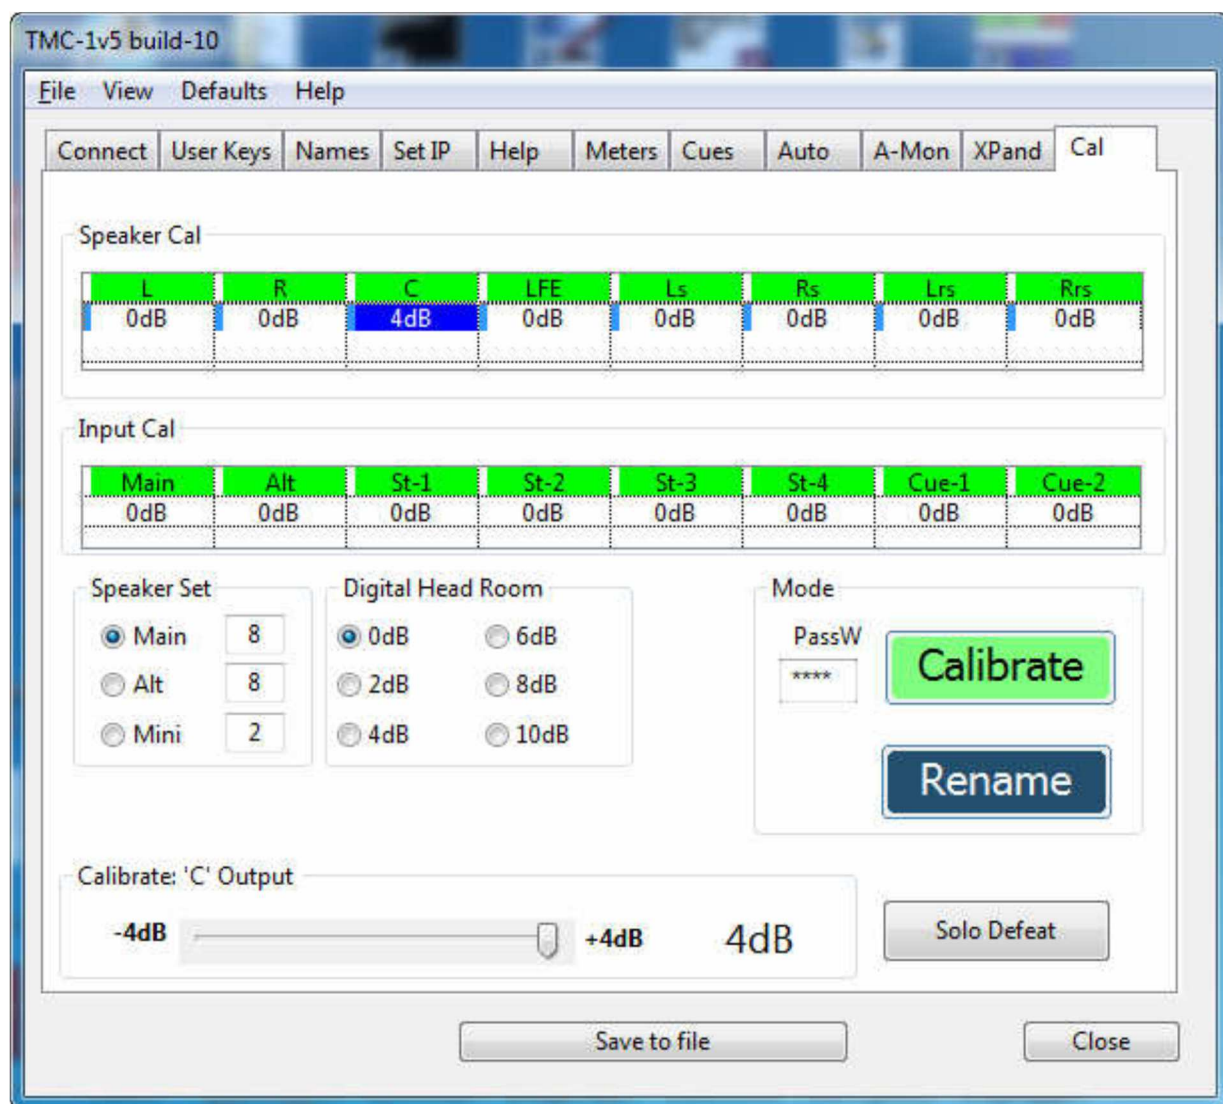 TMC-1v5 build-10
File View Defaults Help
Connect User Keys Names Set IP Help Meters Cues Auto A-Mon XPand Cal
Speaker Cal
L R C LFE Ls Rs Lrs Rrs
0dB 0dB 4dB 0dB 0dB 0dB 0dB 0dB
Input Cal
Main Alt St-1 St-2 St-3 St-4 Cue-1 Cue-2
0dB 0dB 0dB 0dB 0dB 0dB 0dB 0dB
Speaker Set
Main 8
Alt 8
Mini 2
Digital Head Room
0dB 6dB
2dB 8dB
4dB 10dB
Mode
PassW
****
Calibrate
Rename
Calibrate: 'C' Output
-4dB +4dB 4dB
Solo Defeat
Save to file Close